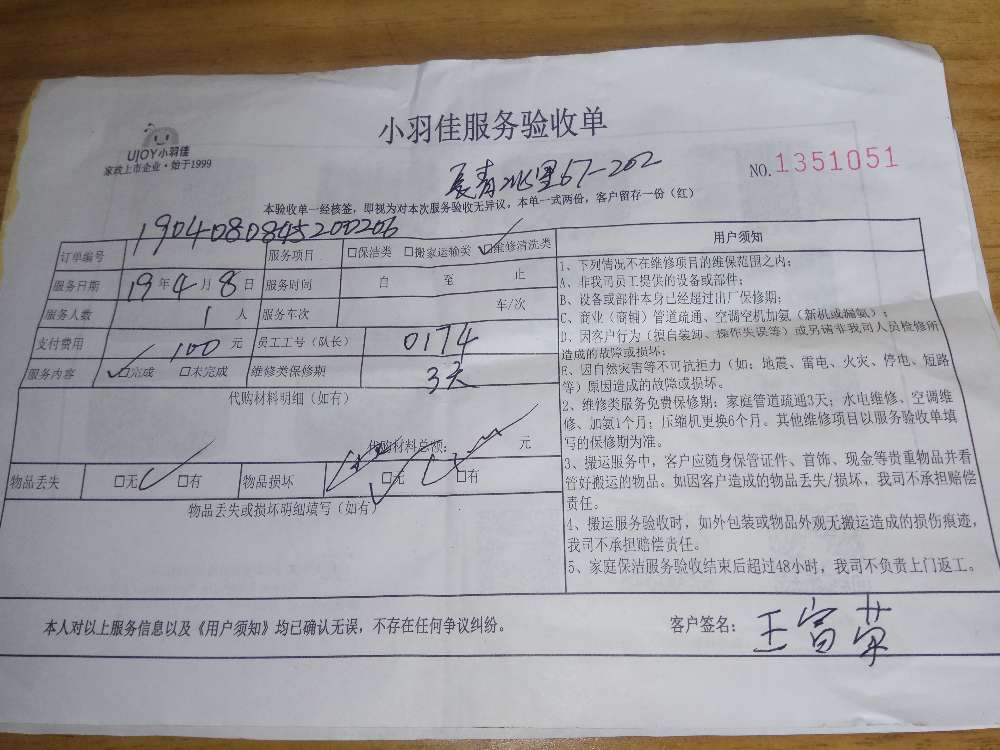 UJOY小羽佳
家政上市企业·始于1999
小羽佳服务验收单
NO.1351051
67-202
本验收单一经核签，即视为对本次服务验收无异议，本单一式两份，客户留存一份（红）
订单编号 1904080845200206 服务项目 □保洁类 □搬家运输类 ☑维修清洗类
服务日期 19年4月8日 服务时间 自 至 止
服务人数 1人 服务车次 车/次
支付费用 100元 员工工号（队长） 0174
服务内容 ☑完成 □未完成 维修类保修期 3天
代购材料明细（如有）
代购材料总额： 元
物品丢失 □无 □有 物品损坏 □无 □有
物品丢失或损坏明细填写（如有）
用户须知
1、下列情况不在维修项目的维保范围之内；
A、非我司员工提供的设备或部件；
B、设备或部件本身已经超过出厂保修期；
C、商业（商铺）管道疏通、空调空机加氨（新机或漏氨）；
D、因客户行为（擅自装卸、操作失误等）或另请非我司人员检修所
造成的故障或损坏；
E、因自然灾害等不可抗拒力（如：地震、雷电、火灾、停电、短路
等）原因造成的故障或损坏。
2、维修类服务免费保修期：家庭管道疏通3天；水电维修、空调维
修、加氨1个月；压缩机更换6个月。其他维修项目以服务验收单填
写的保修期为准。
3、搬运服务中，客户应随身保管证件、首饰、现金等贵重物品并看
管好搬运的物品。如因客户造成的物品丢失/损坏，我司不承担赔偿
责任。
4、搬运服务验收时，如外包装或物品外观无搬运造成的损伤痕迹，
我司不承担赔偿责任。
5、家庭保洁服务验收结束后超过48小时，我司不负责上门返工。
本人对以上服务信息以及《用户须知》均已确认无误，不存在任何争议纠纷。
客户签名：王富苹